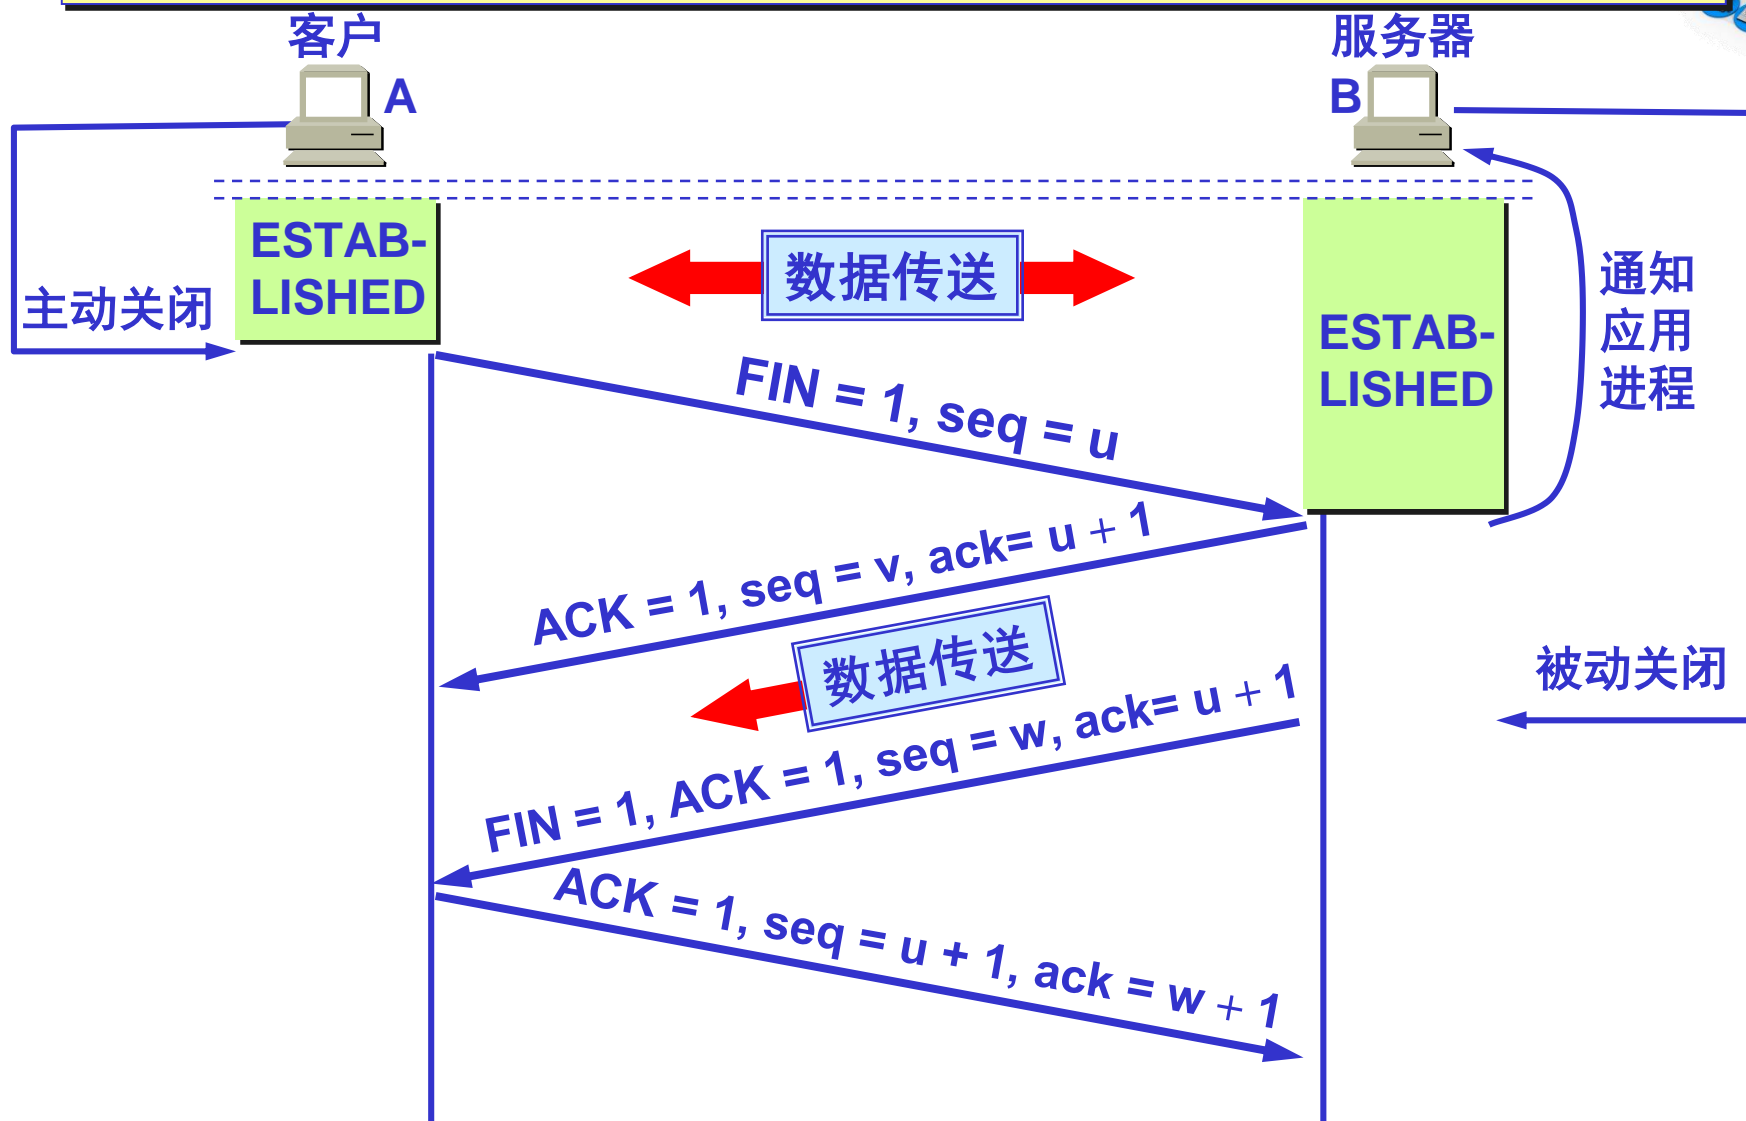 客户
服务器
A
B
ESTAB-
LISHED
数据传送
主动关闭
ESTAB-
LISHED
通知
应用
进程
FIN = 1, seq = u
ACK = 1, seq = v, ack= u + 1
数据传送
被动关闭
FIN = 1, ACK = 1, seq = w, ack= u + 1
ACK = 1, seq = u + 1, ack = w + 1